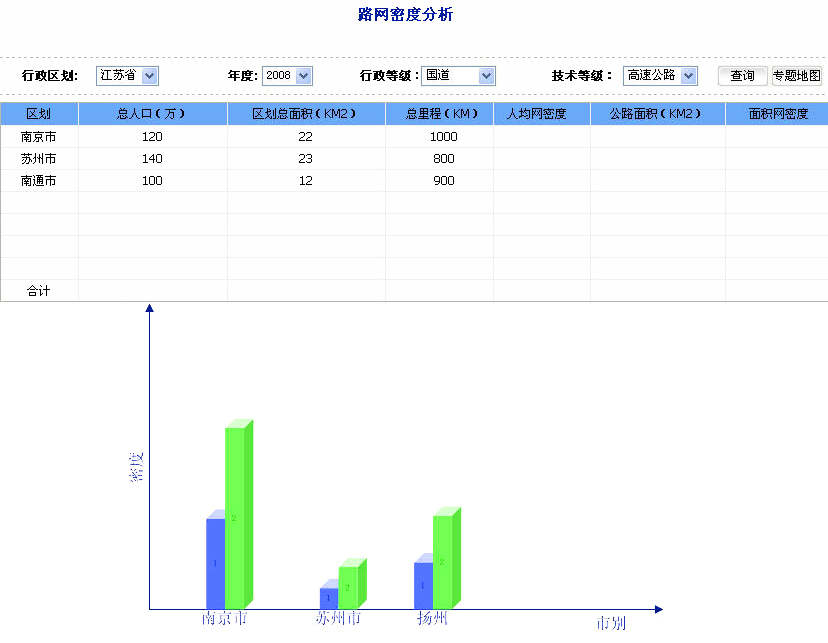 路网密度分析
行政区划: 江苏省 年度: 2008 行政等级: 国道 技术等级: 高速公路 查询 专题地图
区划 总人口(万) 区划总面积(KM2) 总里程(KM) 人均网密度 公路面积(KM2) 面积网密度
南京市 120 22 1000
苏州市 140 23 800
南通市 100 12 900
合计
密度
1 2
1 2
1 2
南京市 苏州市 扬州 市别